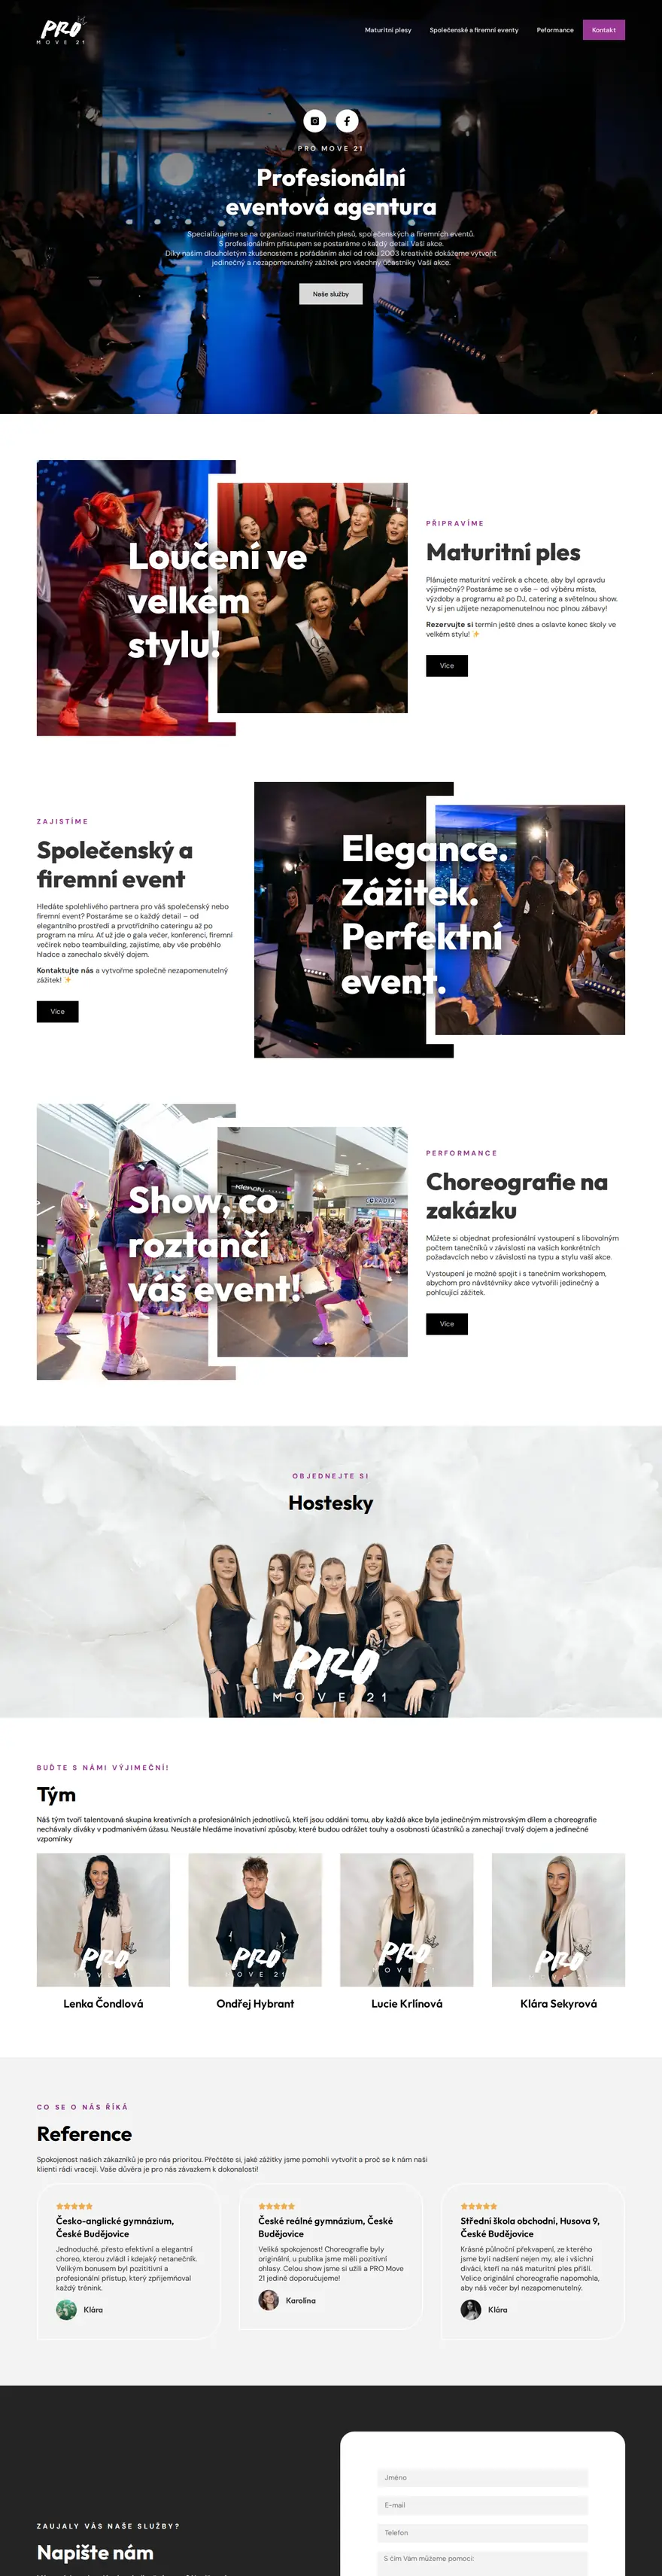 PRO
MOVE 21
Maturitní plesy
Společenské a firemní eventy
Peformance
Kontakt
PRO MOVE 21
Profesionální
eventová agentura
Specializujeme se na organizaci maturitních plesů, společenských a firemních eventů.
S profesionálním přístupem se postaráme o každý detail Vaší akce.
Díky našim dlouholetým zkušenostem s pořádáním akcí od roku 2003 kreativitě dokážeme vytvořit
jedinečný a nezapomenutelný zážitek pro všechny účastníky Vaší akce.
Naše služby
Loučení ve
velkém
stylu!
PŘIPRAVÍME
Maturitní ples
Plánujete maturitní večírek a chcete, aby byl opravdu
výjimečný? Postaráme se o vše – od výběru místa,
výzdoby a programu až po DJ, catering a světelnou show.
Vy si jen užijete nezapomenutelnou noc plnou zábavy!
Rezervujte si termín ještě dnes a oslavte konec školy ve
velkém stylu! ✨
Více
ZAJISTÍME
Společenský a
firemní event
Hledáte spolehlivého partnera pro váš společenský nebo
firemní event? Postaráme se o každý detail – od
elegantního prostředí a prvotřídního cateringu až po
program na míru. Ať už jde o gala večer, konferenci, firemní
večírek nebo teambuilding, zajistíme, aby vše proběhlo
hladce a zanechalo skvělý dojem.
Kontaktujte nás a vytvořme společně nezapomenutelný
zážitek! ✨
Více
Elegance.
Zážitek.
Perfektní
event.
Show, co
roztančí
váš event!
PERFORMANCE
Choreografie na
zakázku
Můžete si objednat profesionální vystoupení s libovolným
počtem tanečníků v závislosti na vašich konkrétních
požadavcích nebo v závislosti na typu a stylu vaší akce.
Vystoupení je možné spojit i s tanečním workshopem,
abychom pro návštěvníky akce vytvořili jedinečný a
pohlcující zážitek.
Více
OBJEDNEJTE SI
Hostesky
PRO
MOVE 21
BUĎTE S NÁMI VÝJIMEČNÍ!
Tým
Náš tým tvoří talentovaná skupina kreativních a profesionálních jednotlivců, kteří jsou oddáni tomu, aby každá akce byla jedinečným mistrovským dílem a choreografie
nechávaly diváky v podmanivém úžasu. Neustále hledáme inovativní způsoby, které budou odrážet touhy a osobnosti účastníků a zanechají trvalý dojem a jedinečné
vzpomínky
PRO
PRO
PRO
PRO
Lenka Čondlová
Ondřej Hybrant
Lucie Krlínová
Klára Sekyrová
CO SE O NÁS ŘÍKÁ
Reference
Spokojenost našich zákazníků je pro nás prioritou. Přečtěte si, jaké zážitky jsme pomohli vytvořit a proč se k nám naši
klienti rádi vracejí. Vaše důvěra je pro nás závazkem k dokonalosti!
Česko-anglické gymnázium,
České Budějovice
Jednoduché, přesto efektivní a elegantní
choreo, kterou zvládl i kdejaký netanečník.
Velikým bonusem byl pozititivní a
profesionální přístup, který zpříjemňoval
každý trénink.
Klára
České reálné gymnázium, České
Budějovice
Veliká spokojenost! Choreografie byly
originální, u publika jsme měli pozitivní
ohlasy. Celou show jsme si užili a PRO Move
21 jedině doporučujeme!
Karolína
Střední škola obchodní, Husova 9,
České Budějovice
Krásné půlnoční překvapení, ze kterého
jsme byli nadšení nejen my, ale i všichni
diváci, kteří na náš maturitní ples přišli.
Velice originální choreografie napomohla,
aby náš večer byl nezapomenutelný.
Klára
ZAUJALY VÁS NAŠE SLUŽBY?
Napište nám
Jméno
E-mail
Telefon
S čím Vám můžeme pomoci: